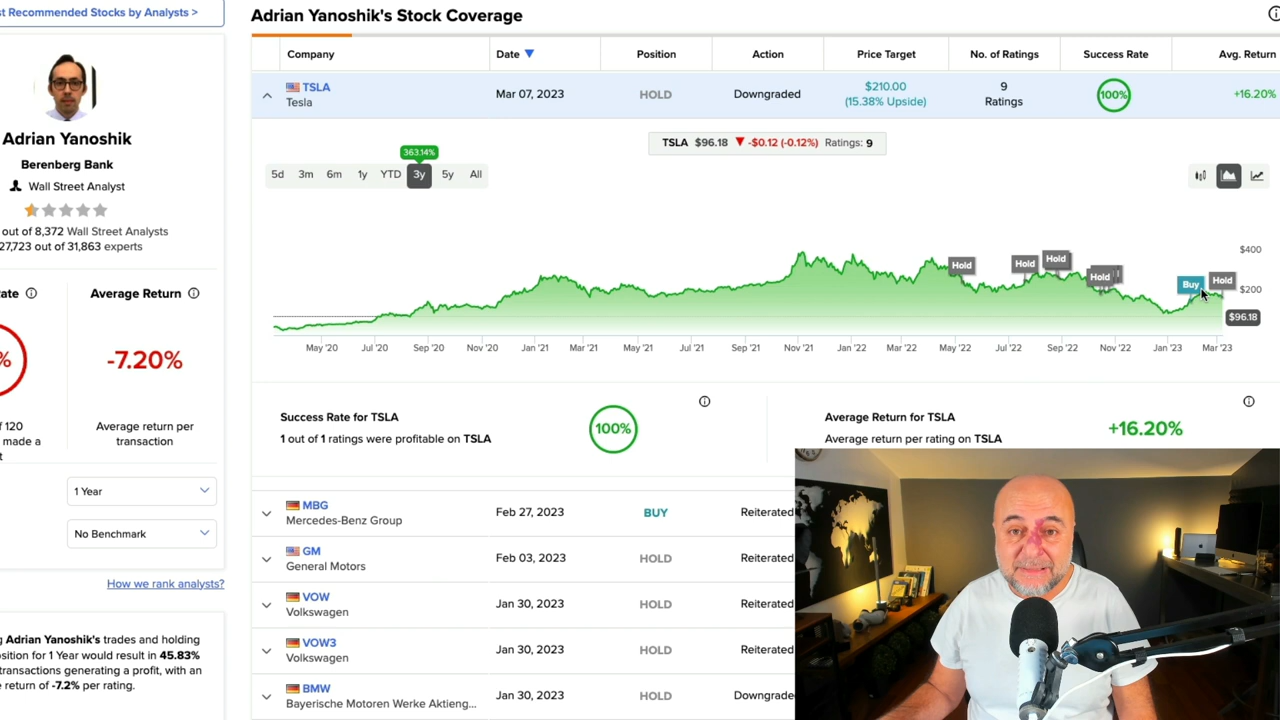 st Recommended Stocks by Analysts >
Adrian Yanoshik
Berenberg Bank
Wall Street Analyst
out of 8,372 Wall Street Analysts
27,723 out of 31,863 experts
ate
Average Return
%
-7.20%
f 120
made a
t
Average return per
transaction
1 Year
No Benchmark
How we rank analysts?
g Adrian Yanoshik's trades and holding
sition for 1 Year would result in 45.83%
transactions generating a profit, with an
e return of -7.2% per rating.
Adrian Yanoshik's Stock Coverage
Company
Date
Position
Action
Price Target
No. of Ratings
Success Rate
Avg. Return
TSLA
Tesla
Mar 07, 2023
HOLD
Downgraded
$210.00
(15.38% Upside)
9
Ratings
100%
+16.20%
TSLA $96.18 -$0.12 (-0.12%) Ratings: 9
363.14%
5d 3m 6m 1y YTD 3y 5y All
Hold
Hold
Hold
Hold
Buy
Hold
$400
$200
$96.18
May '20 Jul '20 Sep '20 Nov '20 Jan '21 Mar '21 May '21 Jul '21 Sep '21 Nov '21 Jan '22 Mar '22 May '22 Jul '22 Sep '22 Nov '22 Jan '23 Mar '23
Success Rate for TSLA
1 out of 1 ratings were profitable on TSLA
100%
Average Return for TSLA
Average return per rating on TSLA
+16.20%
MBG
Mercedes-Benz Group
Feb 27, 2023
BUY
Reiterated
GM
General Motors
Feb 03, 2023
HOLD
Reiterated
VOW
Volkswagen
Jan 30, 2023
HOLD
Reiterated
VOW3
Volkswagen
Jan 30, 2023
HOLD
Reiterated
BMW
Bayerische Motoren Werke Aktieng...
Jan 30, 2023
HOLD
Downgrade